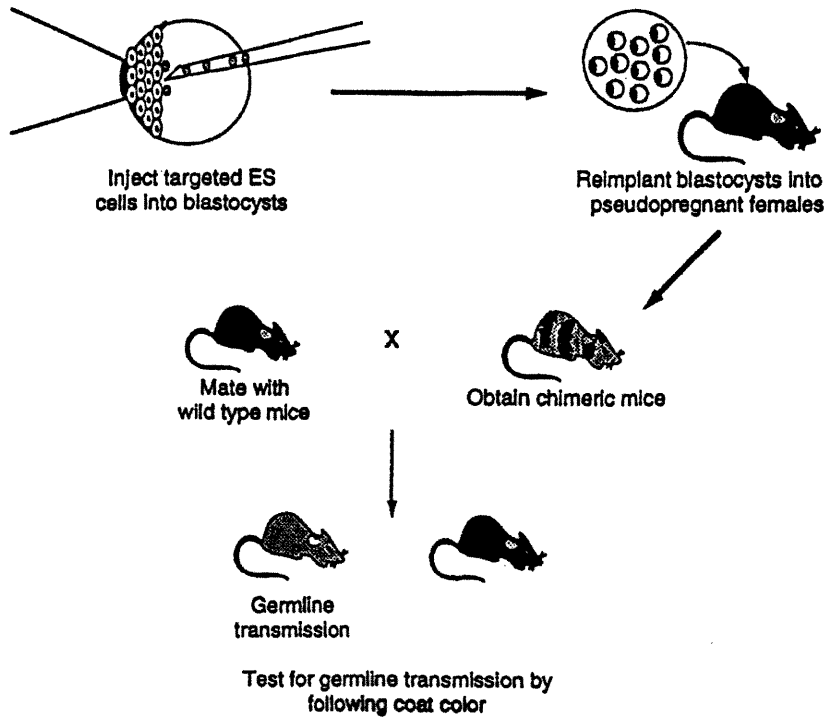 Inject targeted ES
cells into blastocysts
Reimplant blastocysts into
pseudopregnant females
X
Mate with
wild type mice
Obtain chimeric mice
Germline
transmission
Test for germline transmission by
following coat color